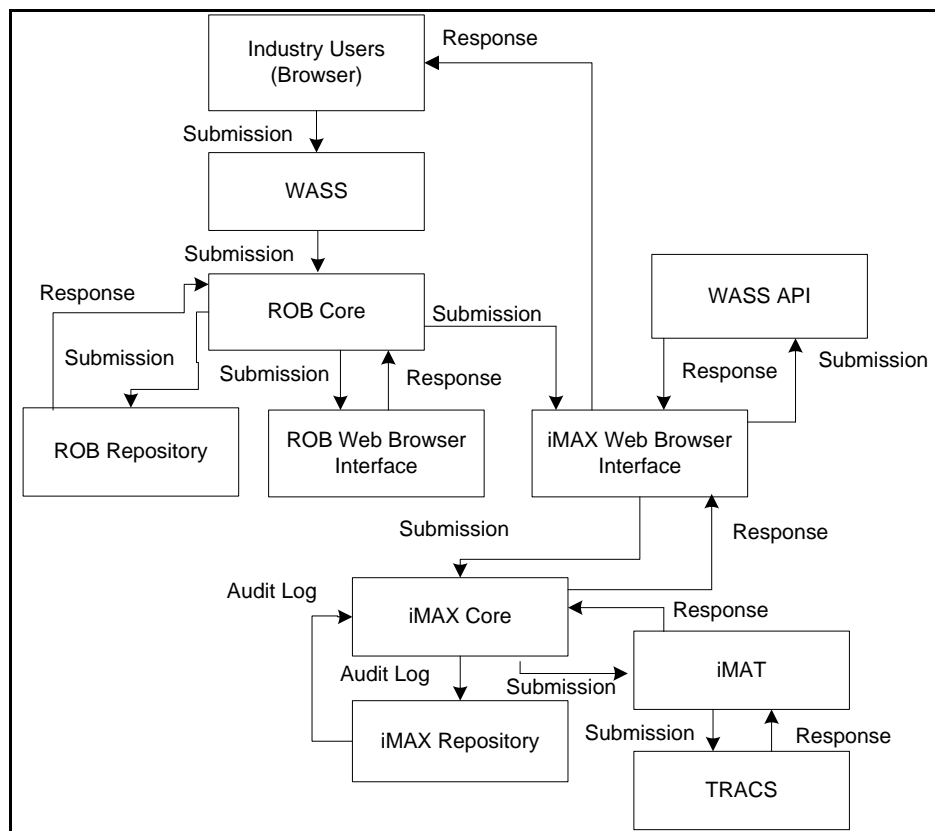 Industry Users
(Browser)
Response
Submission
WASS
Submission
Response
ROB Core
Submission
WASS API
Submission
Submission
Response
Response
Submission
ROB Repository
ROB Web Browser
Interface
iMAX Web Browser
Interface
Submission
Response
Audit Log
iMAX Core
Response
Audit Log
Submission
iMAT
iMAX Repository
Submission
Response
TRACS